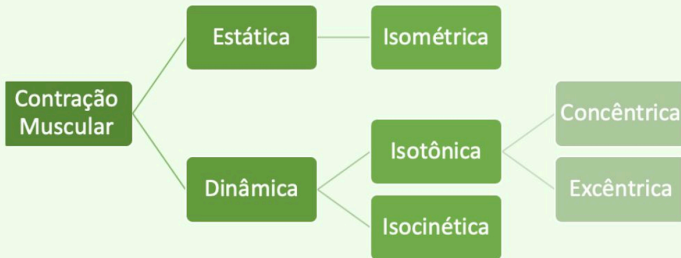 Contração
Muscular
Estática
Isométrica
Dinâmica
Isotônica
Concêntrica
Excêntrica
Isocinética